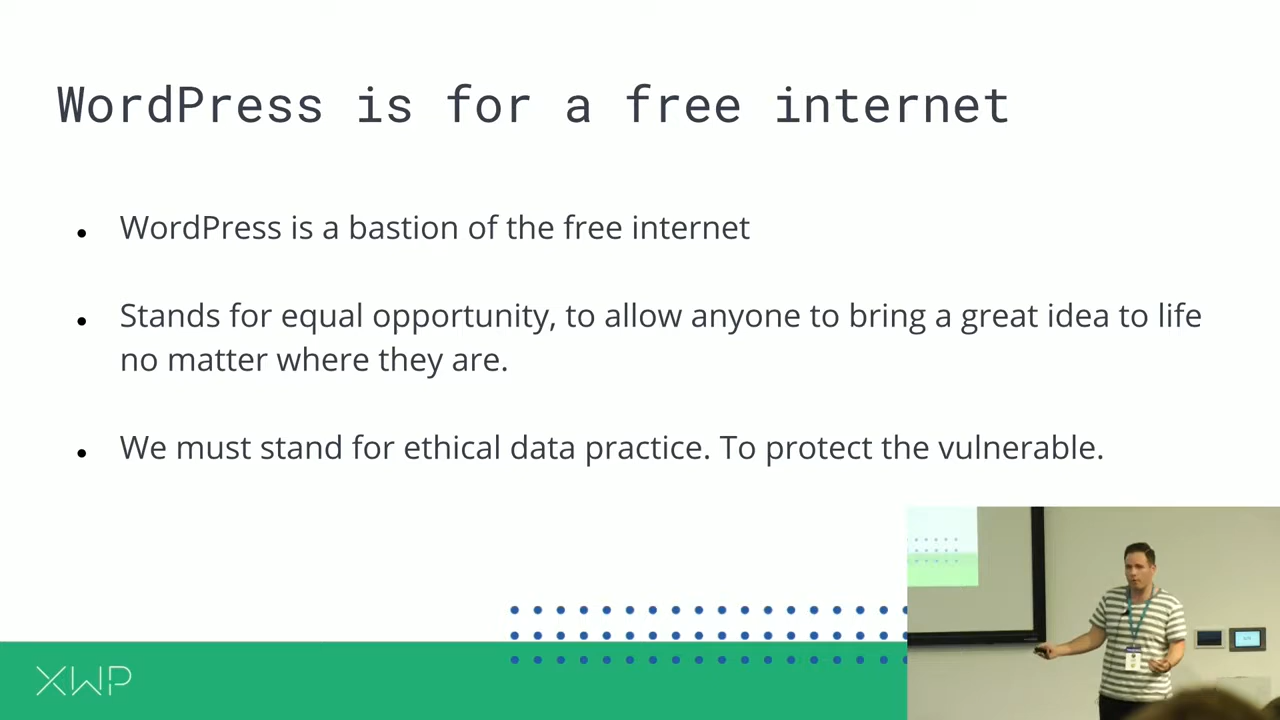 WordPress is for a free internet
• WordPress is a bastion of the free internet
• Stands for equal opportunity, to allow anyone to bring a great idea to life
no matter where they are.
• We must stand for ethical data practice. To protect the vulnerable.
XWP